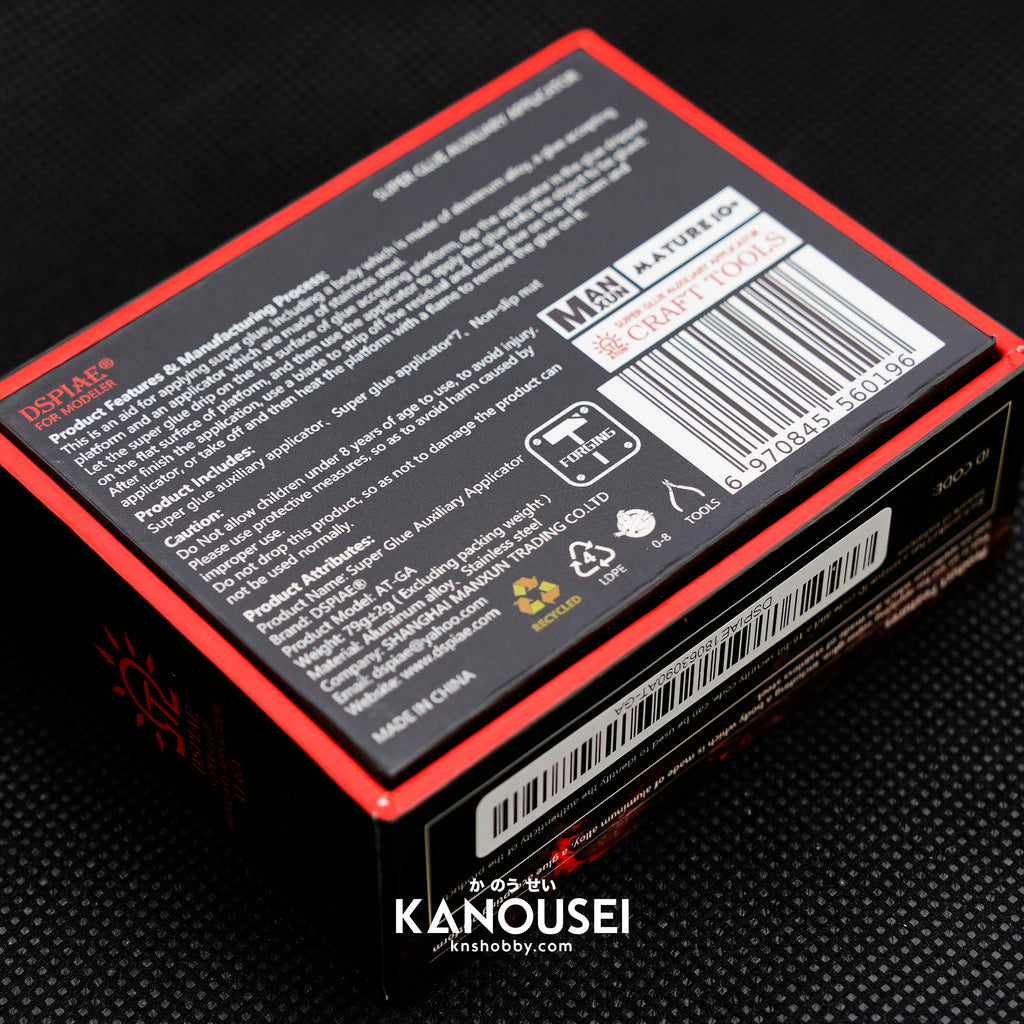 SUPER GLUE AUXILIARY APPLICATOR
DSPIAE®
FOR MODELER
Product Features & Manufacturing Process:
This is an aid for applying super glue, including a body which is made of aluminum alloy, a glue accepting
platform and an applicator which are made of stainless steel.
Let the super glue drip on the flat surface of glue accepting platform, dip the applicator in the glue dripped
on the flat surface of platform, and then use the applicator to apply the glue onto the object to be glued
After finish the application, use a blade to strip off the residual and cured glue on the platform and
applicator, or take off and then heat the platform with a flame to remove the glue on it.
Product Includes:
Super glue auxiliary applicator、Super glue applicator*7、Non-slip mat
Caution:
Do Not allow children under 8 years of age to use, to avoid injury.
Please use protective measures, so as to avoid harm caused by
improper use.
Do not drop this product, so as not to damage the product can
not be used normally.
Product Attributes:
Product Name: Super Glue Auxiliary Applicator
Brand: DSPIAE®
Product Model: AT-GA
Weight: 79g±2g ( Excluding packing weight )
Material: Aluminum alloy、Stainless steel
Company: SHANGHAI MANXUN TRADING CO.LTD
Email: dspiae@yahoo.com
Website: www.dspiae.com
MADE IN CHINA
MAN
XUN
MATURE 10+
SUPER GLUE AUXILIARY APPLICATOR
CRAFT TOOLS
6 970845 560196
T
FORGING
1
RECYCLED
4
LDPE
0-8
TOOLS
ID CODE:
DSPIAE180630090AT-GA
か の う せい
KANOUSEI
knshobby.com